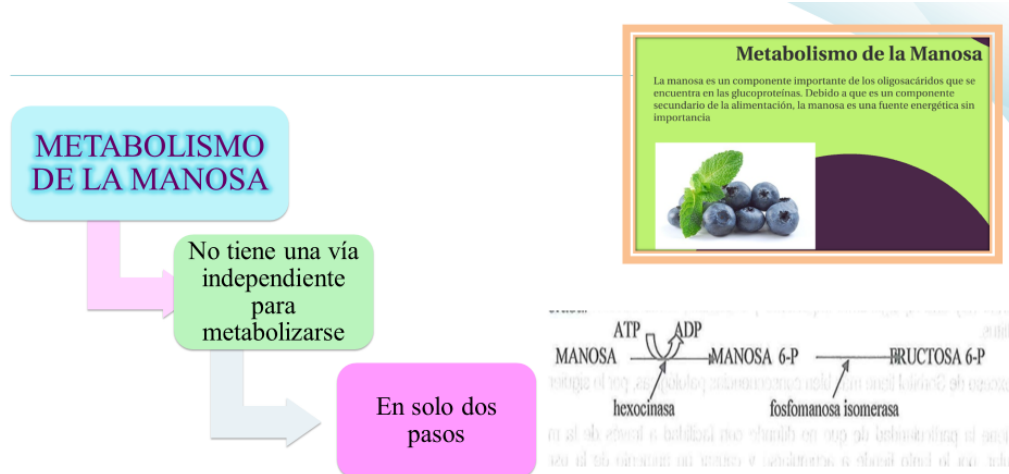 Metabolismo de la Manosa
La manosa es un componente importante de los oligosacáridos que se
encuentra en las glucoproteínas. Debido a que es un componente
secundario de la alimentación, la manosa es una fuente energética sin
importancia
METABOLISMO
DE LA MANOSA
No tiene una vía
independiente
para
metabolizarse
En solo dos
pasos
ATP ADP
MANOSA MANOSA 6-P FRUCTOSA 6-P
hexocinasa fosfomanosa isomerasa